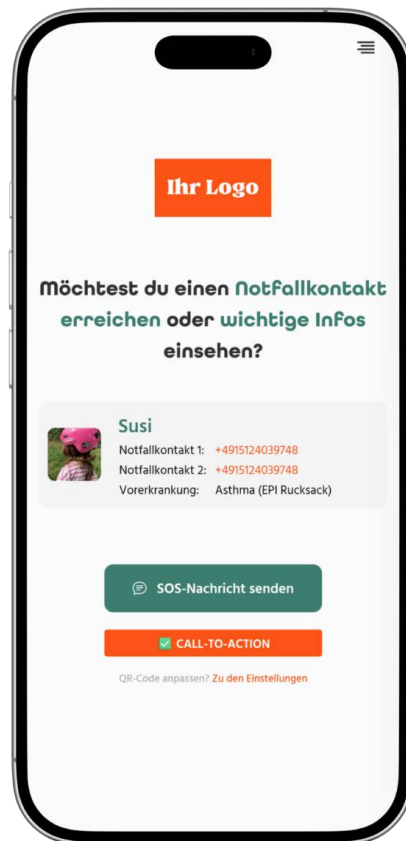 Ihr Logo
Möchtest du einen Notfallkontakt
erreichen oder wichtige Infos
einsehen?
Susi
Notfallkontakt 1: +4915124039748
Notfallkontakt 2: +4915124039748
Vorerkrankung: Asthma (EPI Rucksack)
SOS-Nachricht senden
✅ CALL-TO-ACTION
QR-Code anpassen? Zu den Einstellungen